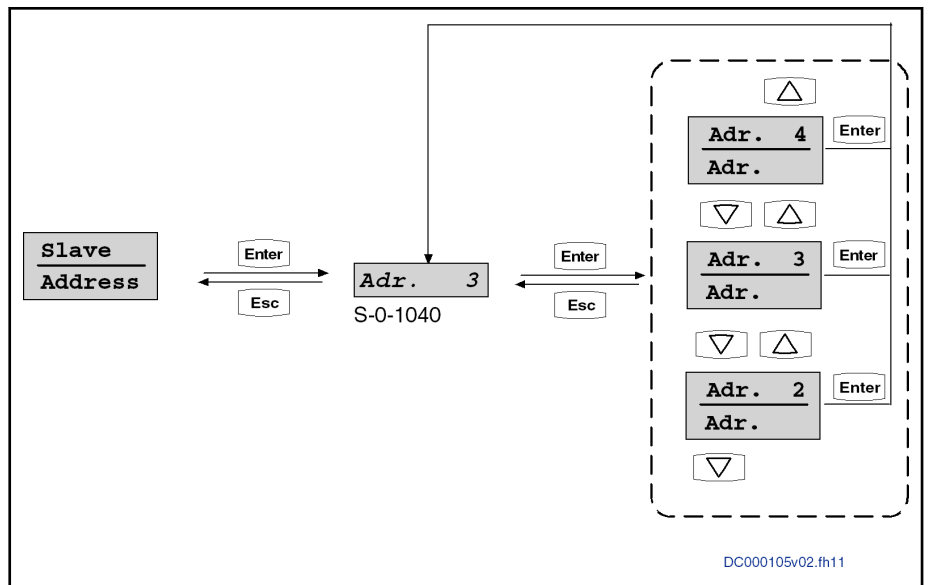 Slave
Address
Enter
Esc
Adr. 3
S-0-1040
Enter
Esc
Adr. 4
Adr.
Enter
Adr. 3
Adr.
Enter
Adr. 2
Adr.
Enter
DC000105v02.fh11